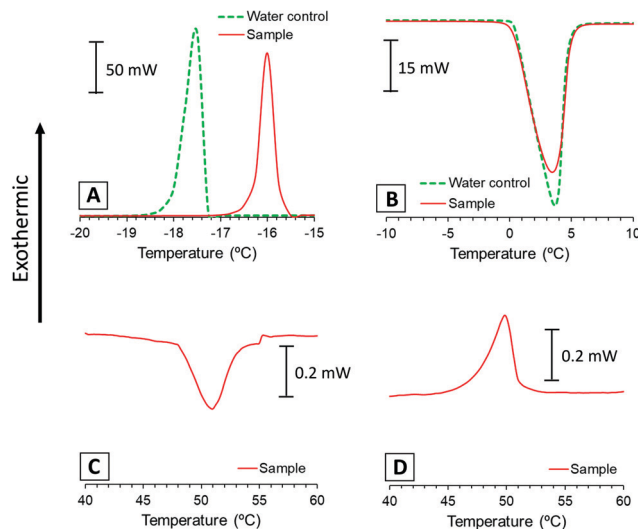 Exothermic
Water control
Sample
50 mW
A
-20 -19 -18 -17 -16 -15
Temperature (ºC)
15 mW
Water control
Sample
B
-10 -5 0 5 10
Temperature (ºC)
0.2 mW
C
Sample
40 45 50 55 60
Temperature (ºC)
0.2 mW
D
Sample
40 45 50 55 60
Temperature (ºC)